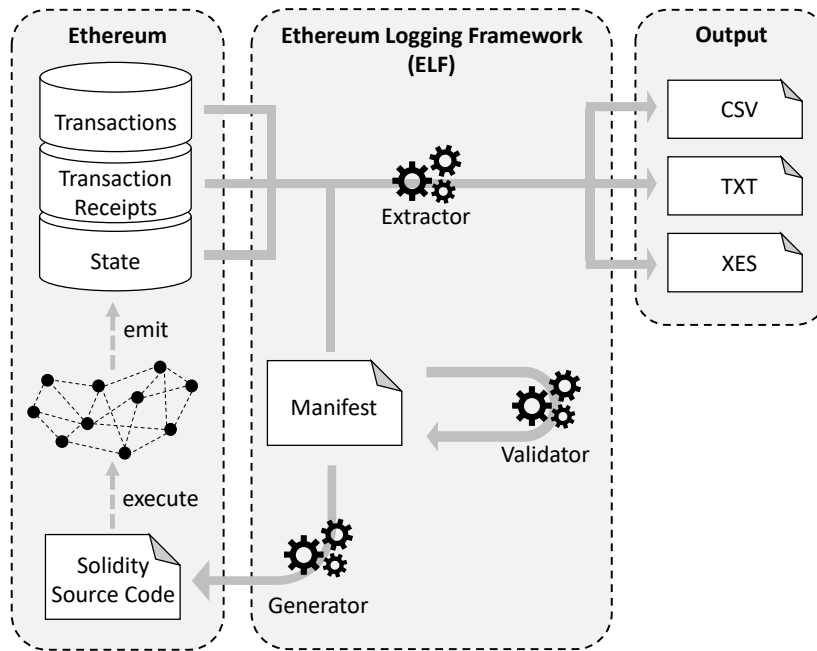 Ethereum
Transactions
Transaction
Receipts
State
emit
execute
Solidity
Source Code
Ethereum Logging Framework
(ELF)
Extractor
Manifest
Validator
Generator
Output
CSV
TXT
XES